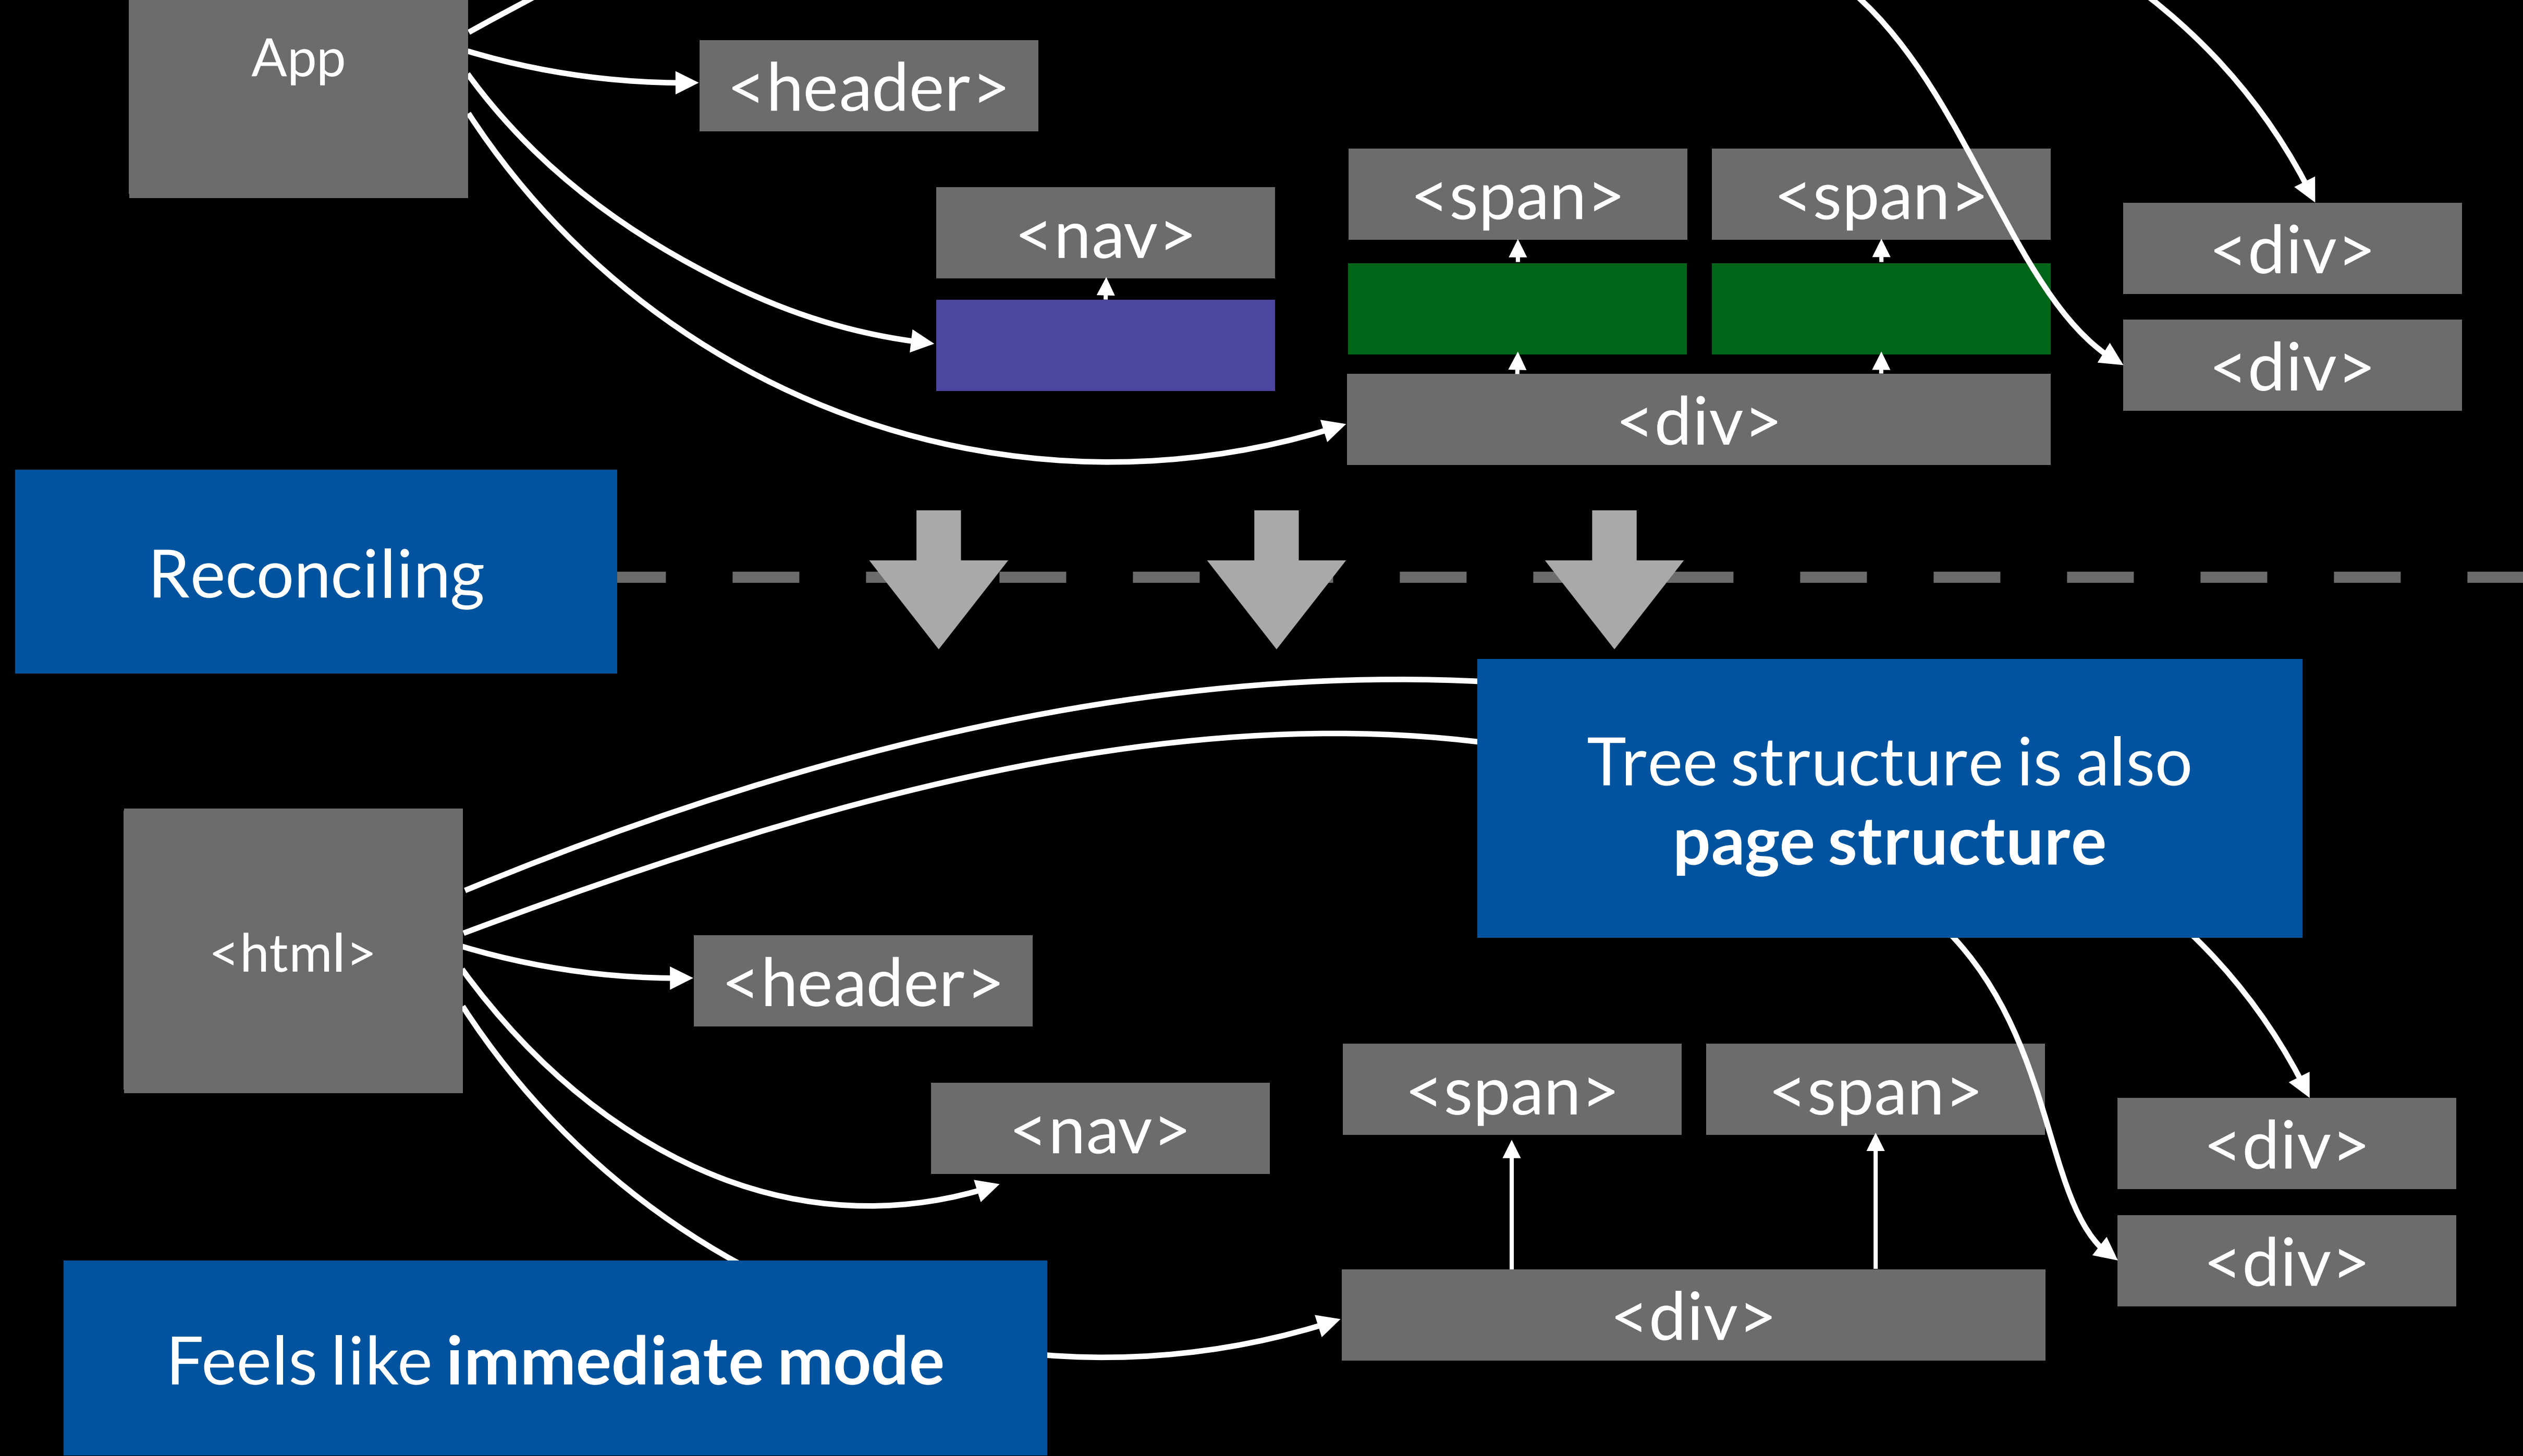 App
<header>
<span>
<span>
<nav>
<div>
<div>
<div>
Reconciling
Tree structure is also
page structure
<html>
<header>
<span>
<span>
<nav>
<div>
<div>
<div>
Feels like immediate mode